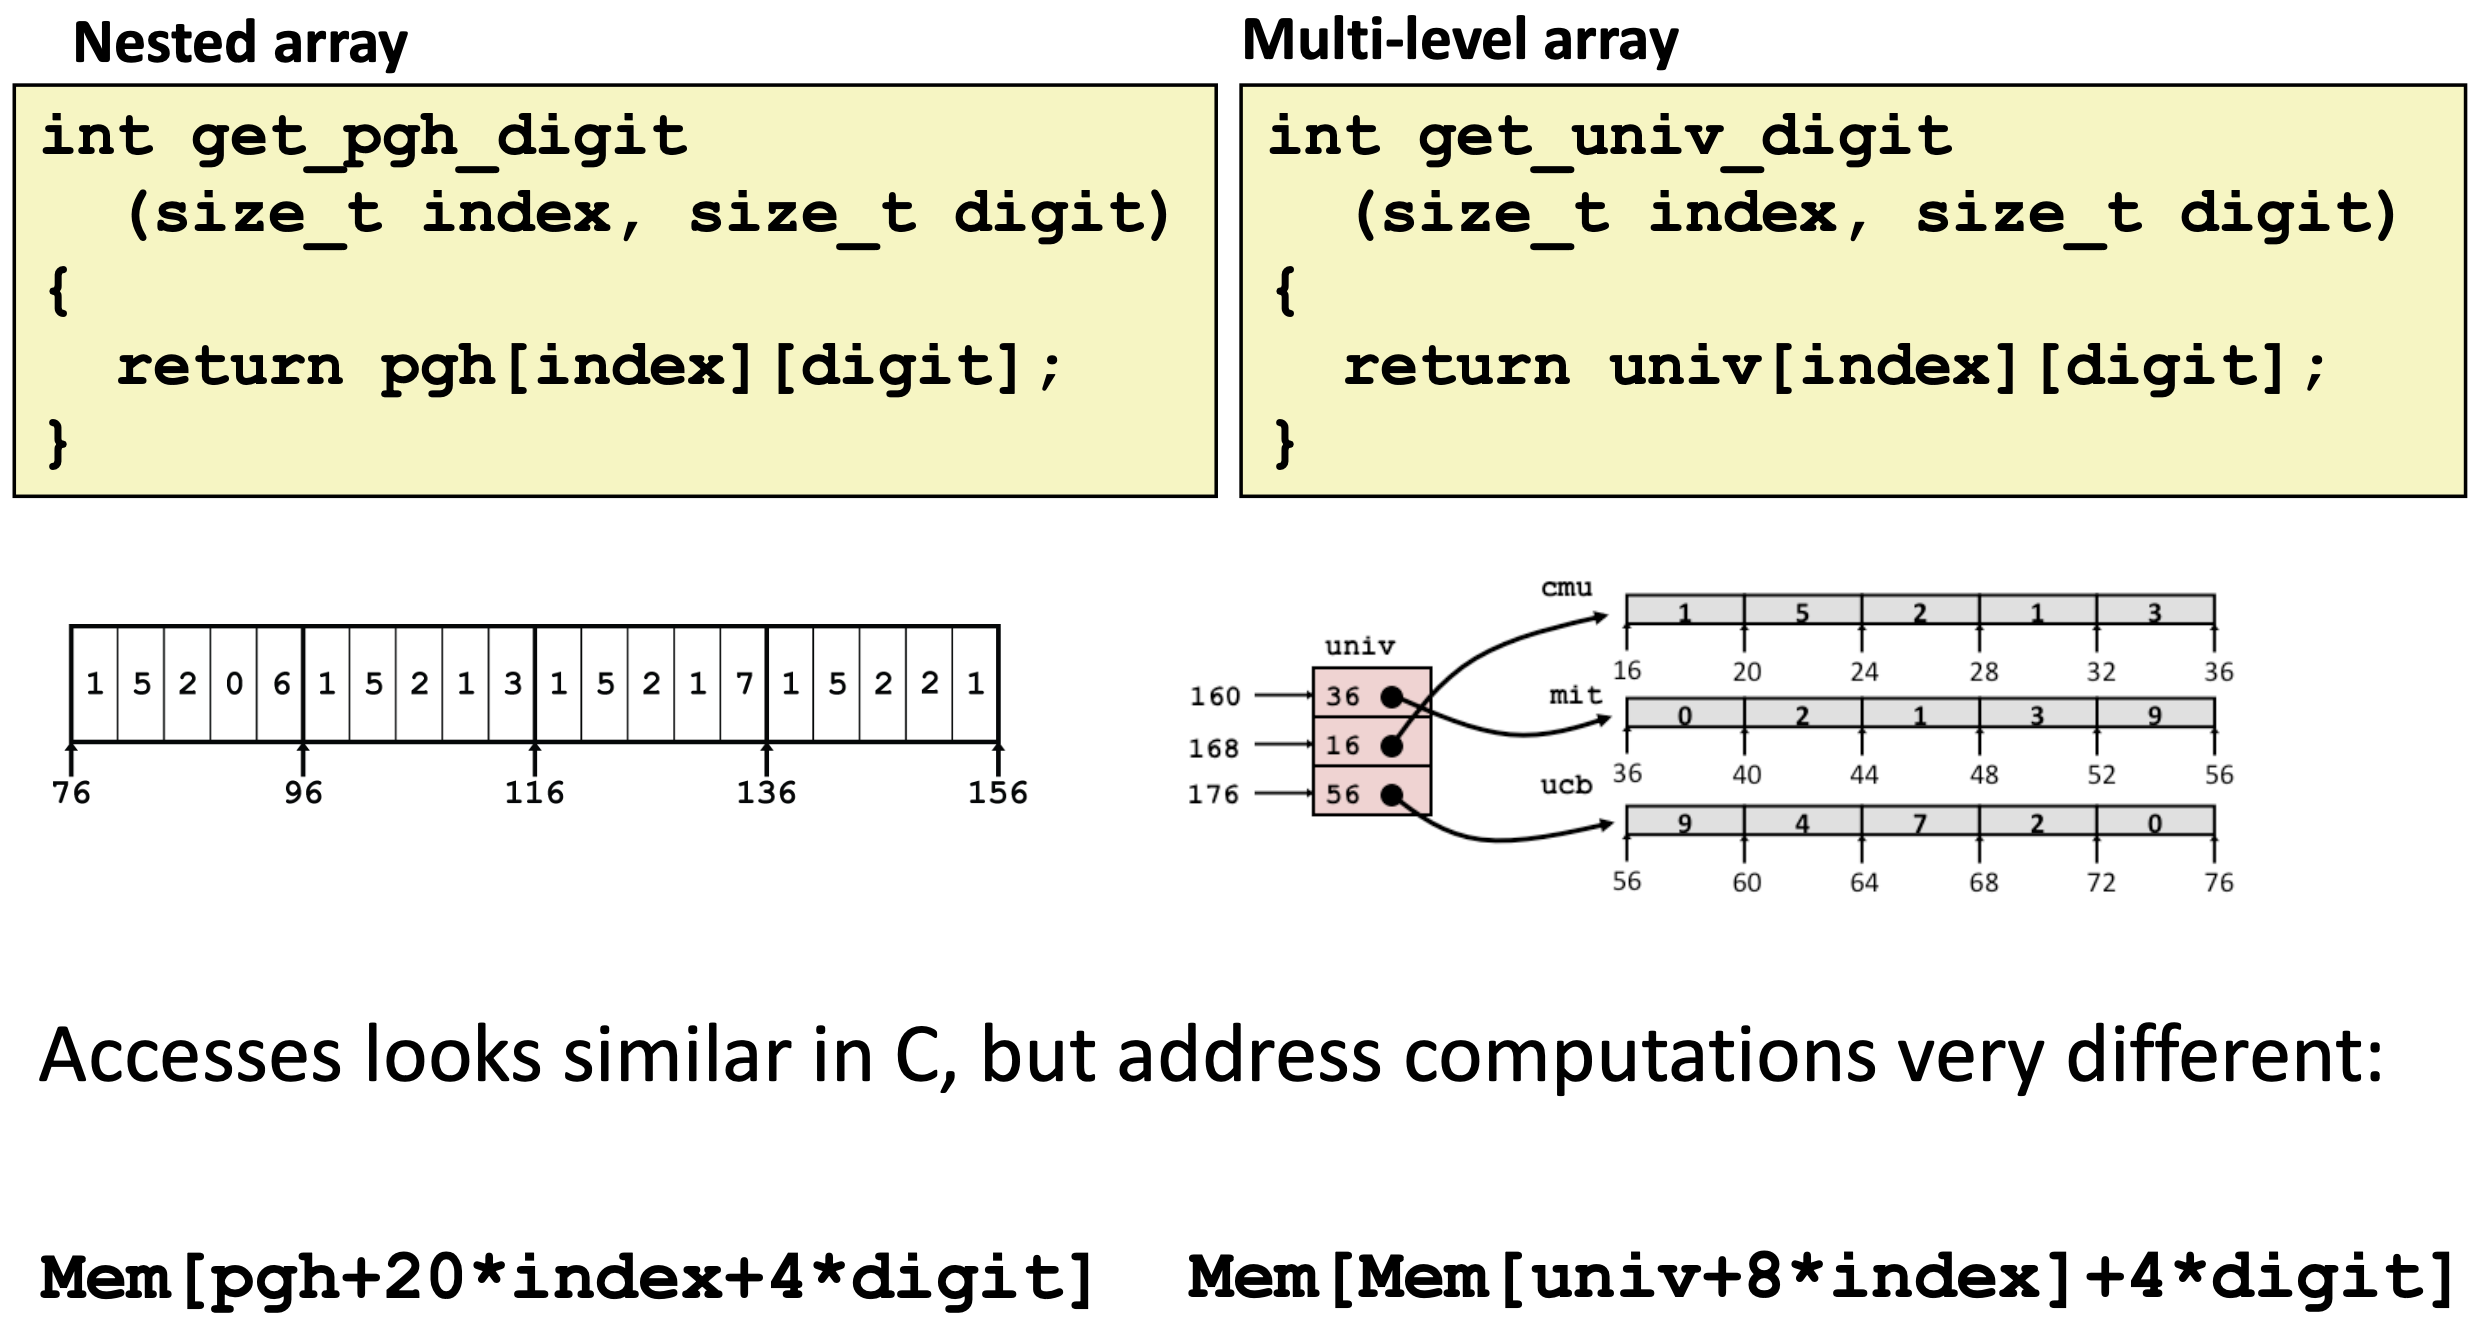 Nested array
int get_pgh_digit
(size_t index, size_t digit)
{
return pgh[index][digit];
}
Multi-level array
int get_univ_digit
(size_t index, size_t digit)
{
return univ[index][digit];
}
1 5 2 0 6 1 5 2 1 3 1 5 2 1 7 1 5 2 2 1
76 96 116 136 156
univ
160 36
168 16
176 56
cmu
1 5 2 1 3
16 20 24 28 32 36
mit
0 2 1 3 9
36 40 44 48 52 56
ucb
9 4 7 2 0
56 60 64 68 72 76
Accesses looks similar in C, but address computations very different:
Mem[pgh+20*index+4*digit]
Mem[Mem[univ+8*index]+4*digit]